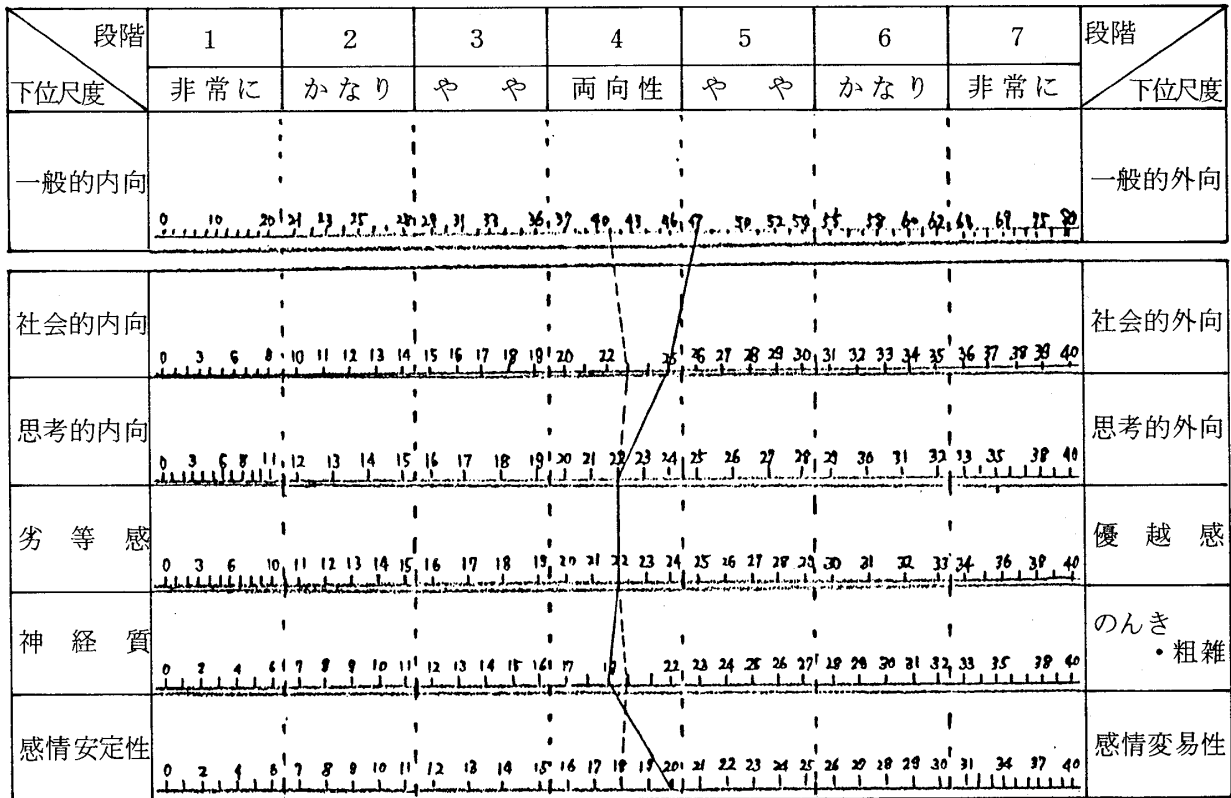 段階 1 2 3 4 5 6 7 段階
下位尺度 非常に かなり やや 両向性 やや かなり 非常に 下位尺度
一般的内向 一般的外向
0 10 20 21 23 25 28 29 31 33 36 37 40 43 46 47 50 52 54 55 58 60 62 63 69 75 80
社会的内向 社会的外向
0 3 6 8 10 11 12 13 14 15 16 17 18 19 20 22 25 26 27 28 29 30 31 32 33 34 35 36 37 38 39 40
思考的内向 思考的外向
0 3 6 8 11 12 13 14 15 16 17 18 19 20 21 22 23 24 25 26 27 28 29 30 31 32 33 35 38 40
劣等感 優越感
0 3 6 10 11 12 13 14 15 16 17 18 19 20 21 22 23 24 25 26 27 28 29 30 31 32 33 34 36 38 40
神経質 のんき
・粗雑
0 2 4 6 7 8 9 10 11 12 13 14 15 16 17 19 22 23 24 25 26 27 28 29 30 31 32 33 35 38 40
感情安定性 感情変易性
0 2 4 6 7 8 9 10 11 12 13 14 15 16 17 18 19 20 21 22 23 24 25 26 27 28 29 30 31 34 37 40